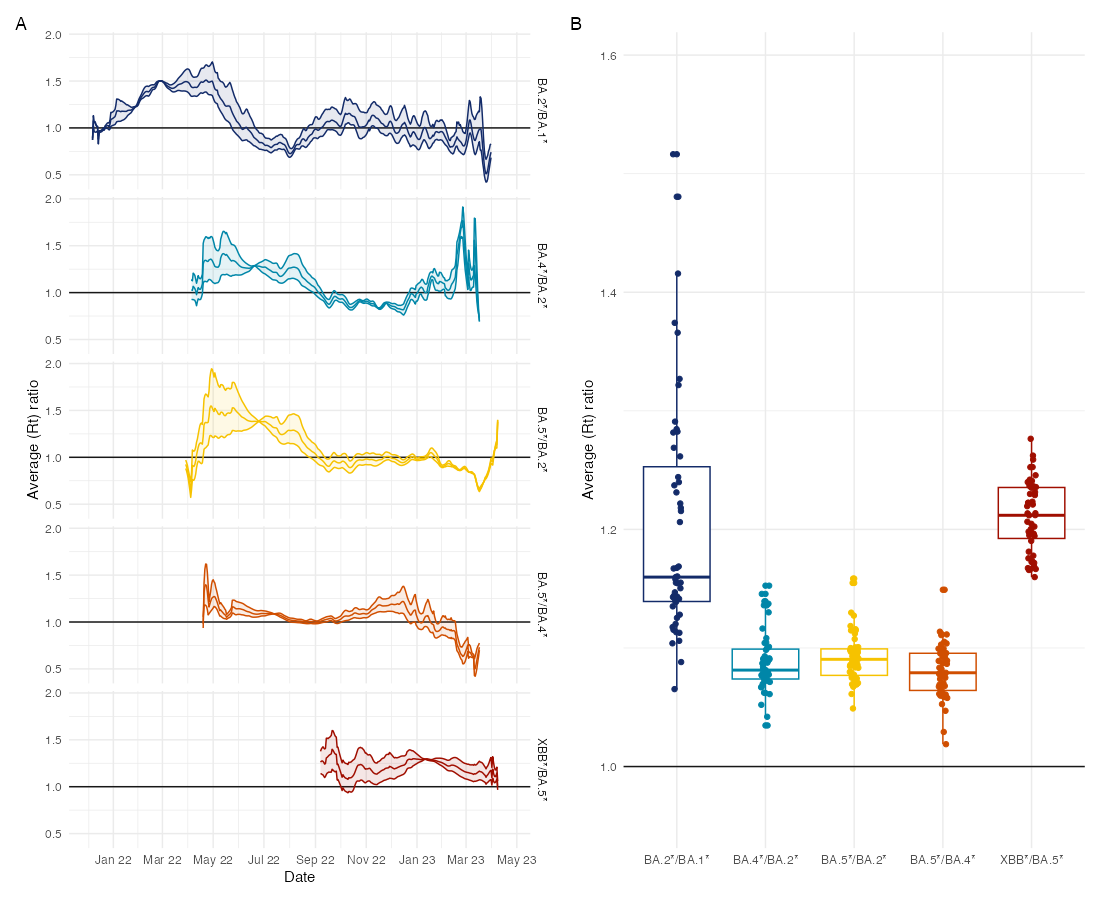 A
B
2.0
1.5
1.0
0.5
BA.2*/BA.1*
2.0
1.5
1.0
0.5
BA.4*/BA.2*
2.0
1.5
1.0
0.5
BA.5*/BA.2*
2.0
1.5
1.0
0.5
BA.5*/BA.4*
2.0
1.5
1.0
0.5
XBB*/BA.5*
Average (Rt) ratio
Jan 22 Mar 22 May 22 Jul 22 Sep 22 Nov 22 Jan 23 Mar 23 May 23
Date
1.6
1.4
1.2
1.0
Average (Rt) ratio
BA.2*/BA.1* BA.4*/BA.2* BA.5*/BA.2* BA.5*/BA.4* XBB*/BA.5*